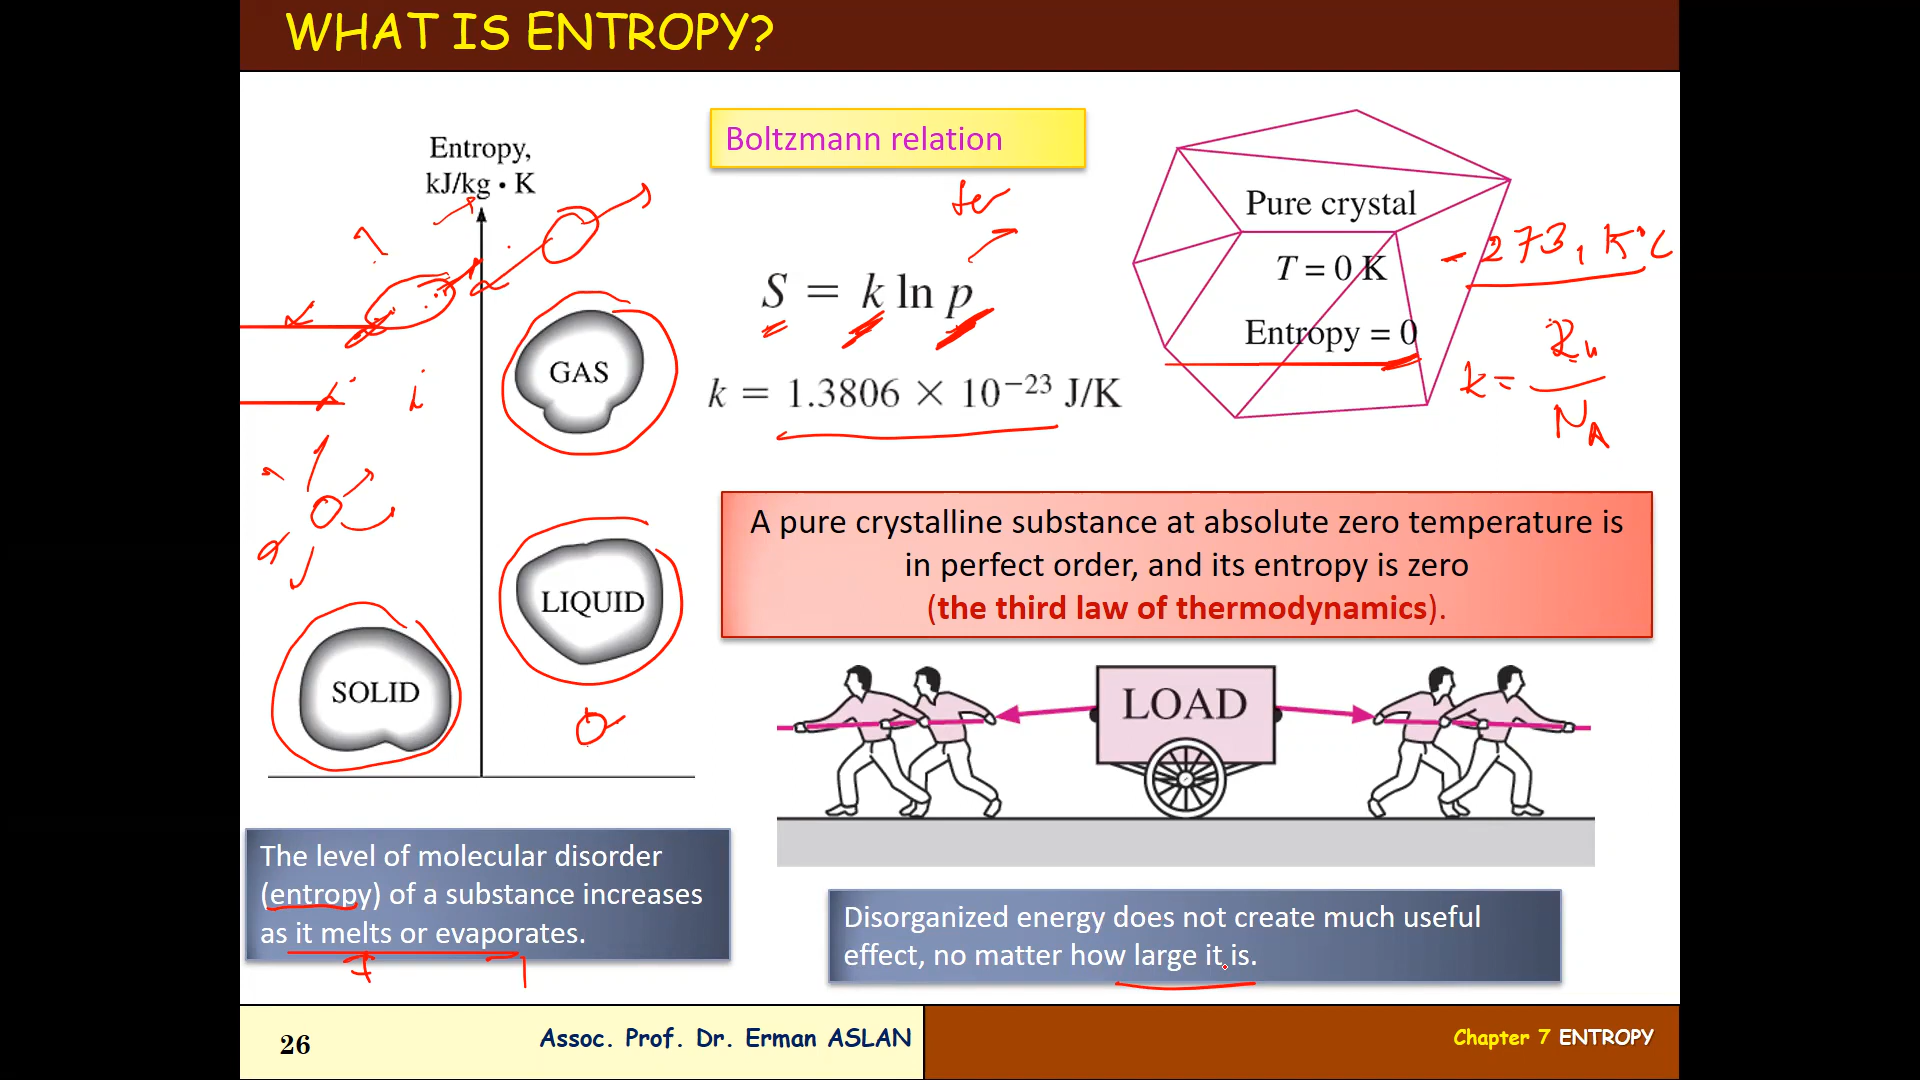 WHAT IS ENTROPY?
Entropy,
kJ/kg • K
GAS
LIQUID
SOLID
The level of molecular disorder
(entropy) of a substance increases
as it melts or evaporates.
Boltzmann relation
S = k ln p
k = 1.3806 × 10⁻²³ J/K
Pure crystal
T = 0 K
Entropy = 0
k = Ru / NA
A pure crystalline substance at absolute zero temperature is
in perfect order, and its entropy is zero
(the third law of thermodynamics).
LOAD
Disorganized energy does not create much useful
effect, no matter how large it is.
26
Assoc. Prof. Dr. Erman ASLAN
Chapter 7 ENTROPY